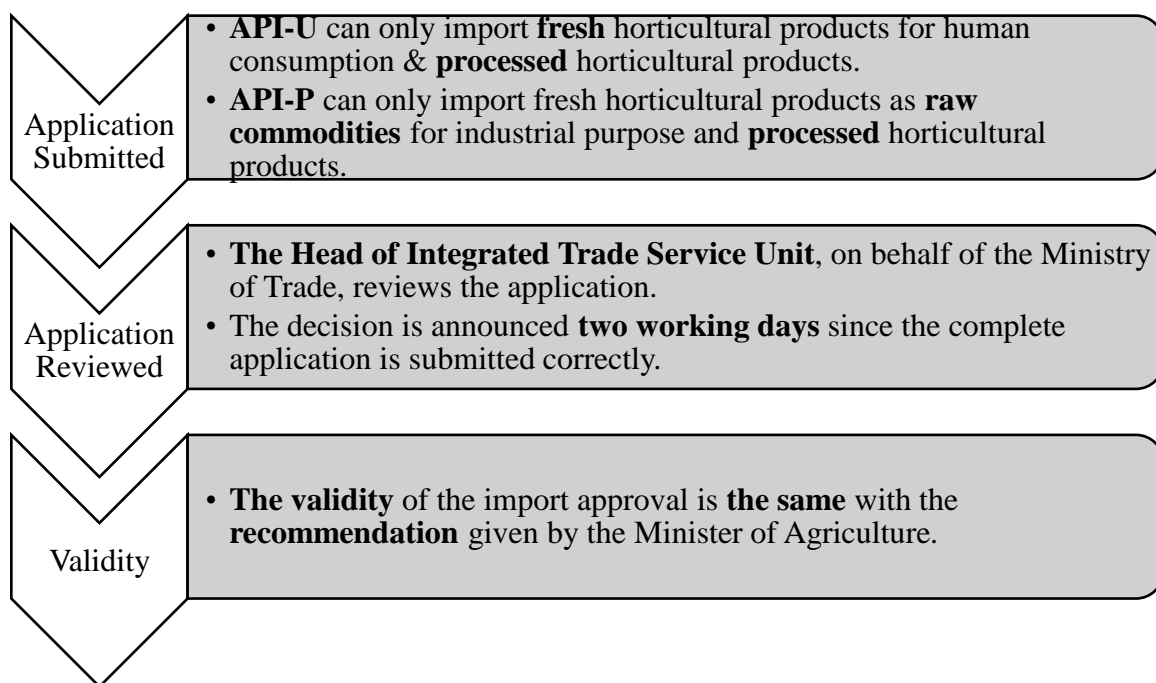 Application
Submitted
• API-U can only import fresh horticultural products for human
consumption & processed horticultural products.
• API-P can only import fresh horticultural products as raw
commodities for industrial purpose and processed horticultural
products.
Application
Reviewed
• The Head of Integrated Trade Service Unit, on behalf of the Ministry
of Trade, reviews the application.
• The decision is announced two working days since the complete
application is submitted correctly.
Validity
• The validity of the import approval is the same with the
recommendation given by the Minister of Agriculture.